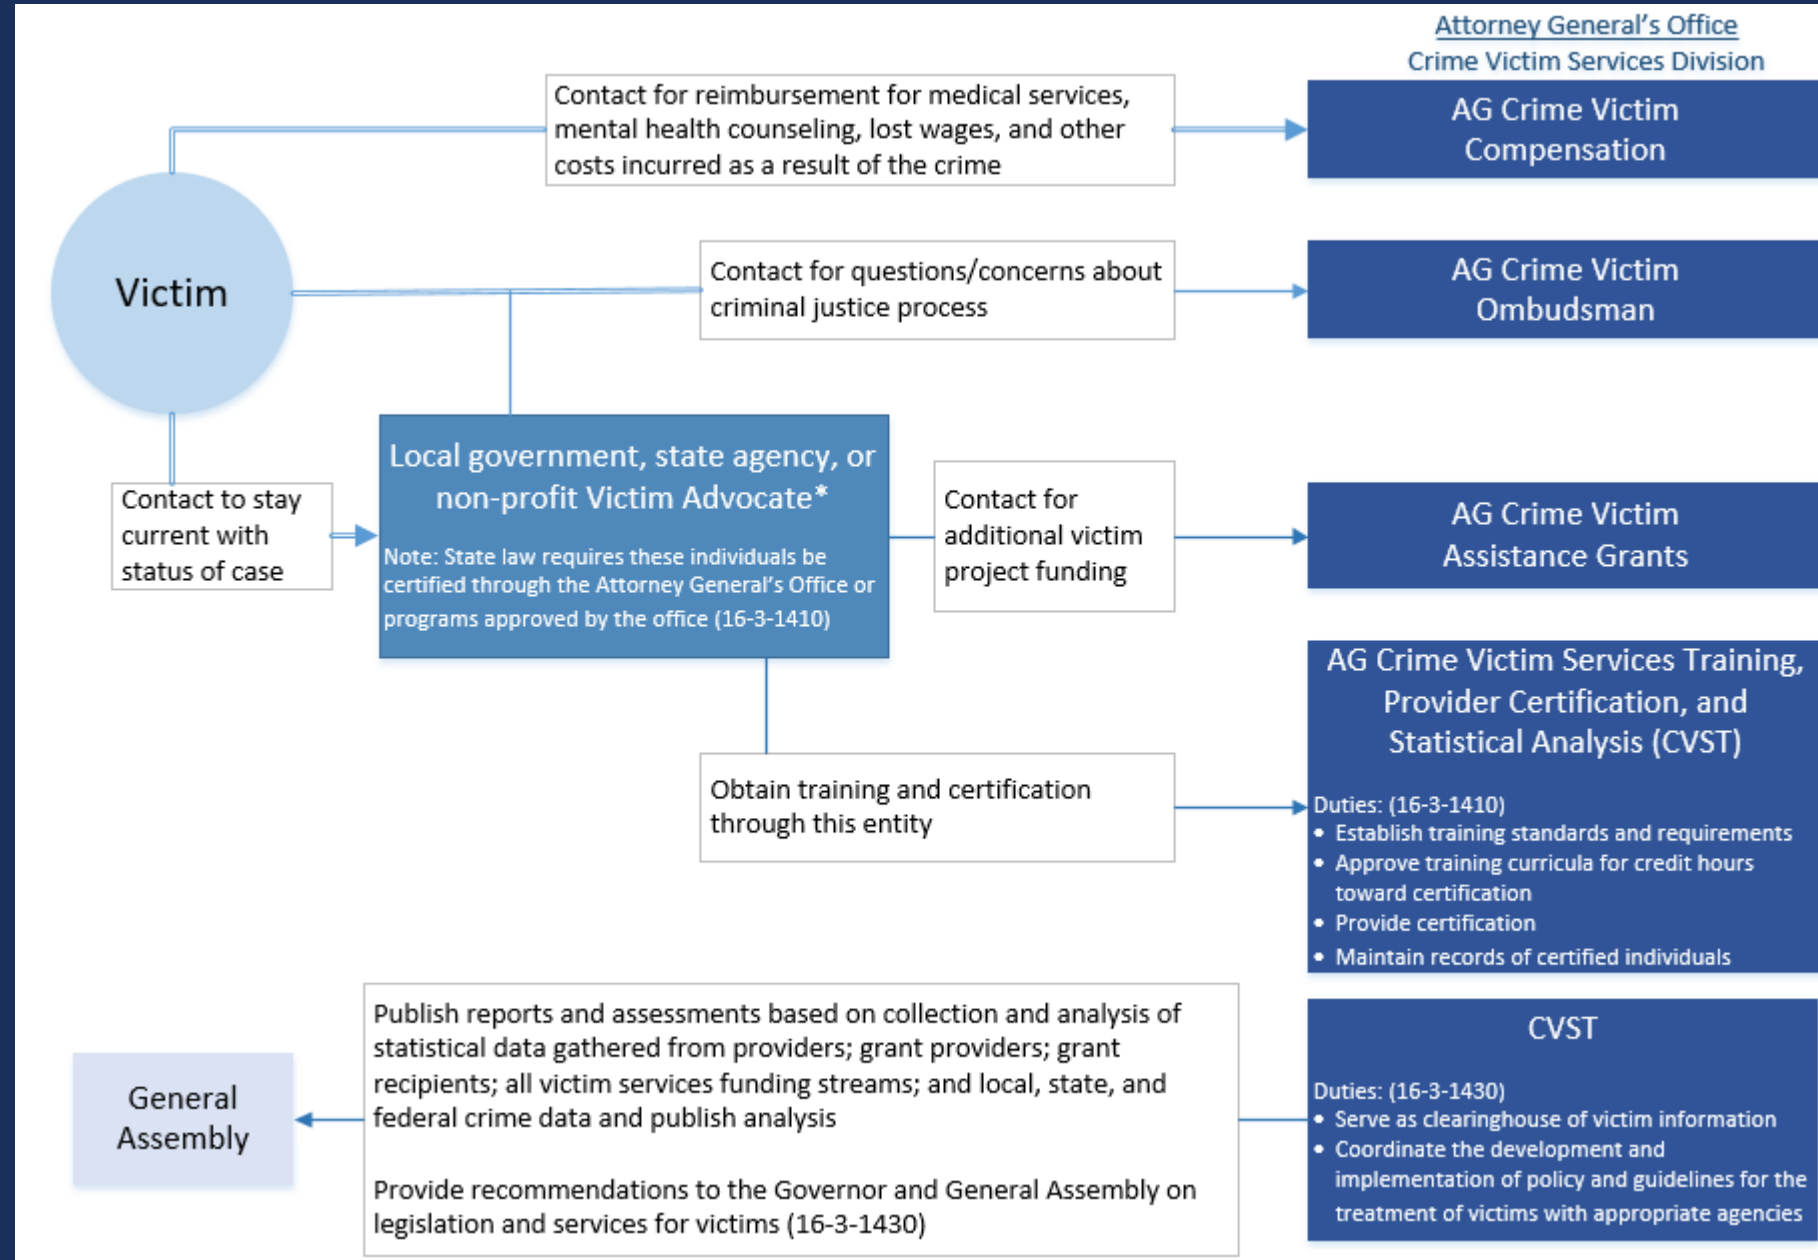 Attorney General's Office
Crime Victim Services Division
Contact for reimbursement for medical services,
mental health counseling, lost wages, and other
costs incurred as a result of the crime
AG Crime Victim
Compensation
Victim
Contact for questions/concerns about
criminal justice process
AG Crime Victim
Ombudsman
Contact to stay
current with
status of case
Local government, state agency, or
non-profit Victim Advocate*
Note: State law requires these individuals be
certified through the Attorney General's Office or
programs approved by the office (16-3-1410)
Contact for
additional victim
project funding
AG Crime Victim
Assistance Grants
Obtain training and certification
through this entity
AG Crime Victim Services Training,
Provider Certification, and
Statistical Analysis (CVST)
Duties: (16-3-1410)
• Establish training standards and requirements
• Approve training curricula for credit hours
toward certification
• Provide certification
• Maintain records of certified individuals
General
Assembly
Publish reports and assessments based on collection and analysis of
statistical data gathered from providers; grant providers; grant
recipients; all victim services funding streams; and local, state, and
federal crime data and publish analysis
Provide recommendations to the Governor and General Assembly on
legislation and services for victims (16-3-1430)
CVST
Duties: (16-3-1430)
• Serve as clearinghouse of victim information
• Coordinate the development and
implementation of policy and guidelines for the
treatment of victims with appropriate agencies